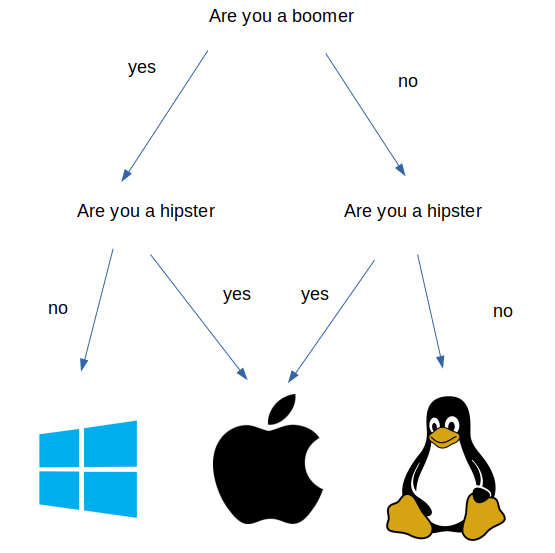 Are you a boomer
yes
no
Are you a hipster
Are you a hipster
no
yes
yes
no